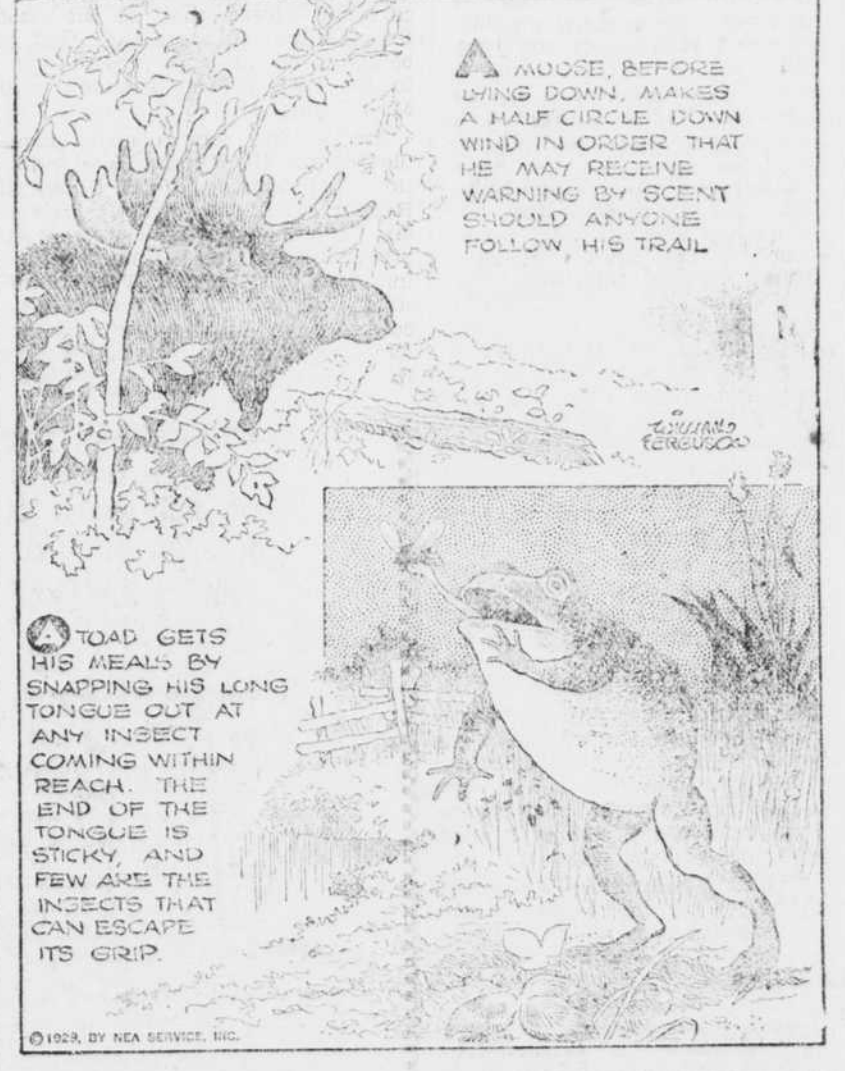 A MOOSE, BEFORE
LYING DOWN, MAKES
A HALF CIRCLE DOWN
WIND IN ORDER THAT
HE MAY RECEIVE
WARNING BY SCENT
SHOULD ANYONE
FOLLOW HIS TRAIL
WILLIAM
FERGUSON
A TOAD GETS
HIS MEALS BY
SNAPPING HIS LONG
TONGUE OUT AT
ANY INSECT
COMING WITHIN
REACH. THE
END OF THE
TONGUE IS
STICKY, AND
FEW ARE THE
INSECTS THAT
CAN ESCAPE
ITS GRIP.
©1929, BY NEA SERVICE, INC.